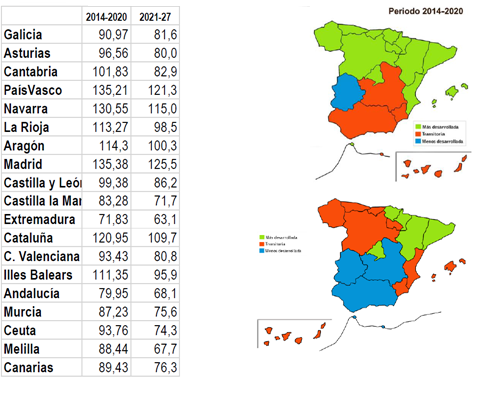 2014-2020 2021-27
Galicia 90,97 81,6
Asturias 96,56 80,0
Cantabria 101,83 82,9
PaisVasco 135,21 121,3
Navarra 130,55 115,0
La Rioja 113,27 98,5
Aragón 114,3 100,3
Madrid 135,38 125,5
Castilla y Leór 99,38 86,2
Castilla la Mar 83,28 71,7
Extremadura 71,83 63,1
Cataluña 120,95 109,7
C. Valenciana 93,43 80,8
Illes Balears 111,35 95,9
Andalucía 79,95 68,1
Murcia 87,23 75,6
Ceuta 93,76 74,3
Melilla 88,44 67,7
Canarias 89,43 76,3
Periodo 2014-2020
Más desarrollada
Transitoria
Menos desarrollada
Más desarrollada
Transitoria
Menos desarrollada